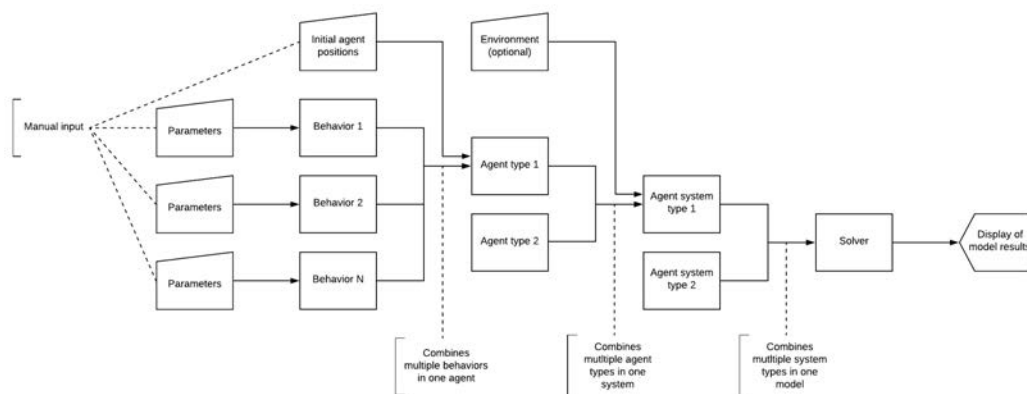 Initial agent
positions
Environment
(optional)
Manual input
Parameters
Behavior 1
Agent type 1
Parameters
Behavior 2
Agent type 2
Agent system
type 1
Solver
Display of
model results
Parameters
Behavior N
Agent system
type 2
Combines
multiple behaviors
in one agent
Combines
mutltiple agent
types in one
system
Combines
mutltiple system
types in one
model